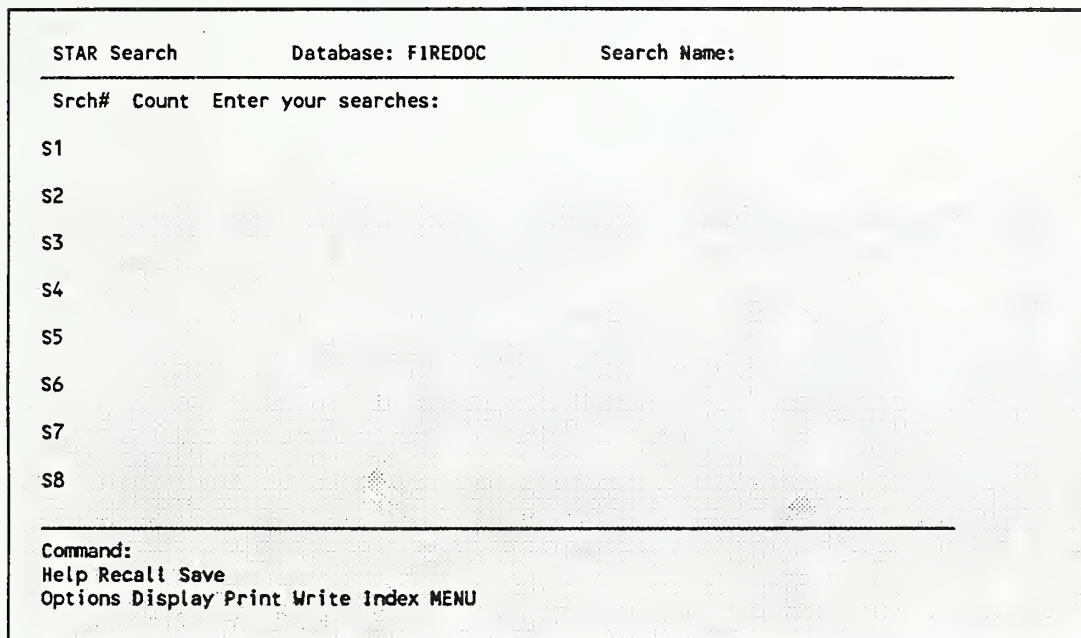 STAR Search Database: F1REDOC Search Name:
Srch# Count Enter your searches:
S1
S2
S3
S4
S5
S6
S7
S8
Command:
Help Recall Save
Options Display Print Write Index MENU